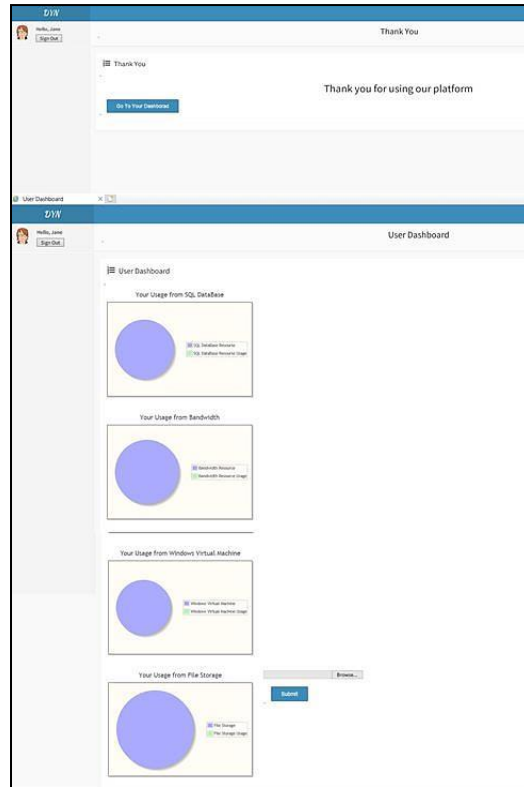 DYN
Hello, Jane
Sign Out
Thank You
Thank You
Thank you for using our platform
Go To Your Dashborad
User Dashboard
DYN
Hello, Jane
Sign Out
User Dashboard
User Dashboard
Your Usage from SQL DataBase
SQL DataBase Resource
SQL DataBase Resource Usage
Your Usage from Bandwidth
Bandwidth Resource
Bandwidth Resource Usage
Your Usage from Windows Virtual Machine
Windows Virtual Machine
Windows Virtual Machine Usage
Your Usage from File Storage
Browse...
File Storage
File Storage Usage
Submit